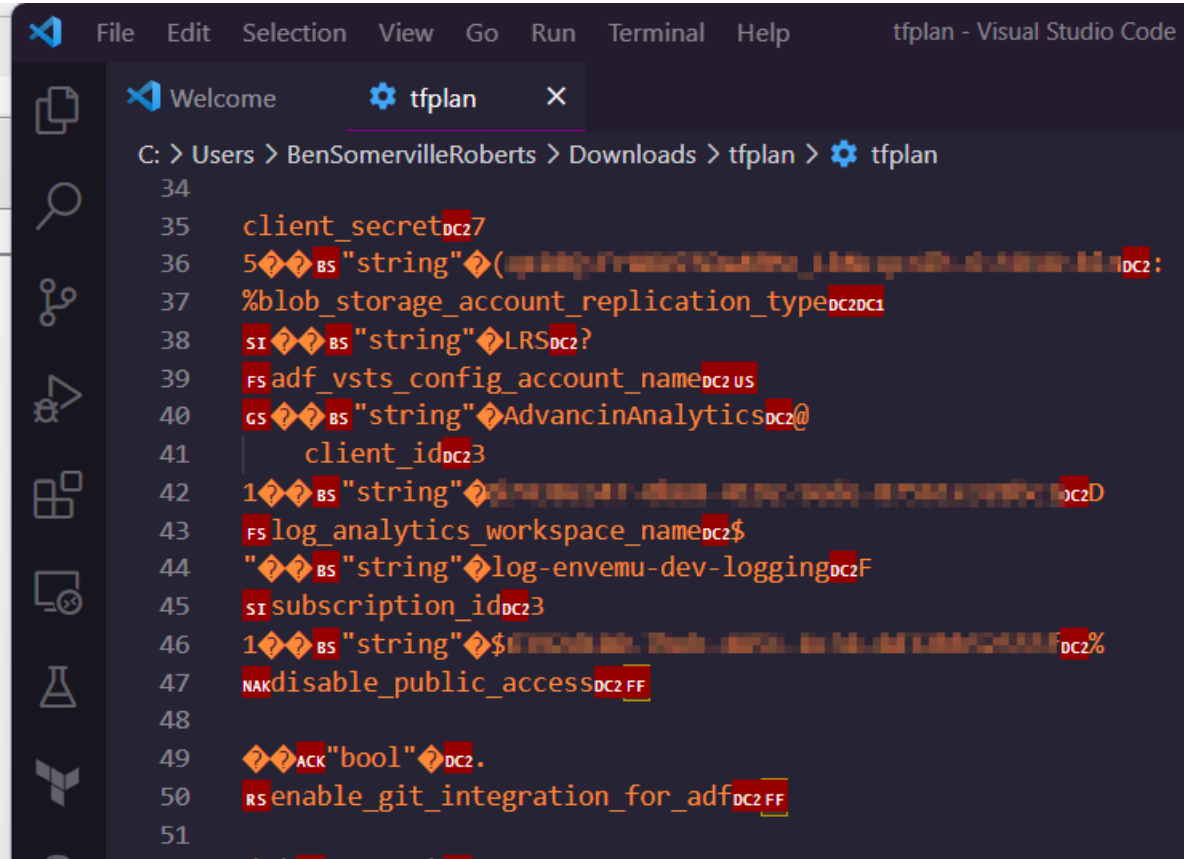 File Edit Selection View Go Run Terminal Help tfplan - Visual Studio Code
Welcome tfplan ×
C: > Users > BenSomervilleRoberts > Downloads > tfplan > tfplan
34
35 client_secretDC27
36 5��BS"string"�( DC2:
37 %blob_storage_account_replication_typeDC2DC1
38 SI��BS"string"�LRSDC2?
39 FSadf_vsts_config_account_nameDC2US
40 GS��BS"string"�AdvancinAnalyticsDC2@
41 client_idDC23
42 1��BS"string"� DC2D
43 FSlog_analytics_workspace_nameDC2$
44 "��BS"string"�log-envemu-dev-loggingDC2F
45 SIsubscription_idDC23
46 1��BS"string"�$ DC2%
47 NAKdisable_public_accessDC2FF
48
49 ��ACK"bool"�DC2.
50 RSenable_git_integration_for_adfDC2FF
51